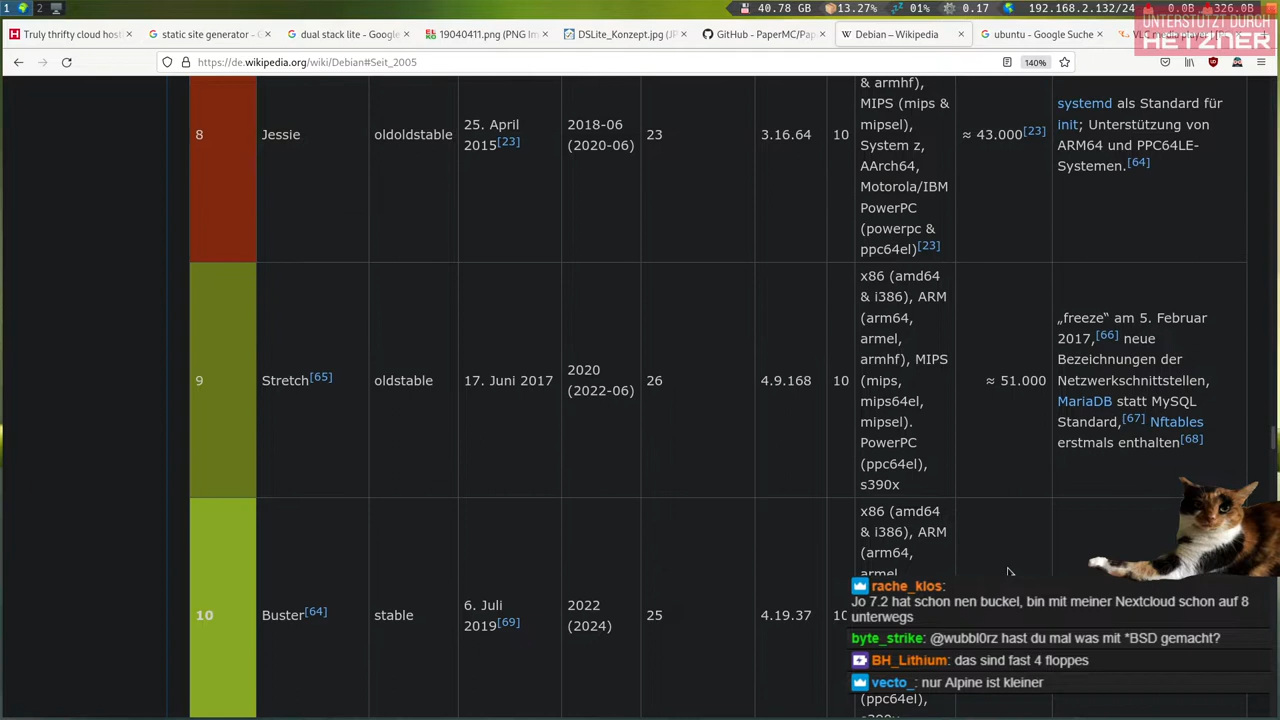 1 2 40.78 GB 13.27% 01% 0.17 192.168.2.132/24 0.0B 326.0B
UNTERSTÜTZT DURCH
HETZNER
Truly thrifty cloud host static site generator - G dual stack lite - Google 19040411.png (PNG Im DSLite_Konzept.jpg (JP GitHub - PaperMC/Pap Debian – Wikipedia ubuntu - Google Suche
https://de.wikipedia.org/wiki/Debian#Seit_2005 140%
& armhf),
MIPS (mips &
mipsel),
System z,
AArch64,
Motorola/IBM
PowerPC
(powerpc &
ppc64el)[23]
8 Jessie oldoldstable
25. April
2015[23]
2018-06
(2020-06)
23 3.16.64 10 ≈ 43.000[23]
systemd als Standard für
init; Unterstützung von
ARM64 und PPC64LE-
Systemen.[64]
9 Stretch[65] oldstable 17. Juni 2017
2020
(2022-06)
26 4.9.168 10
x86 (amd64
& i386), ARM
(arm64,
armel,
armhf), MIPS
(mips,
mips64el,
mipsel).
PowerPC
(ppc64el),
s390x
≈ 51.000
„freeze“ am 5. Februar
2017,[66] neue
Bezeichnungen der
Netzwerkschnittstellen,
MariaDB statt MySQL
Standard,[67] Nftables
erstmals enthalten[68]
10 Buster[64] stable
6. Juli
2019[69]
2022
(2024)
25 4.19.37 10
x86 (amd64
& i386), ARM
(arm64,
armel,
(ppc64el),
s390x
rache_klos:
Jo 7.2 hat schon nen buckel, bin mit meiner Nextcloud schon auf 8
unterwegs
byte_strike: @wubbl0rz hast du mal was mit *BSD gemacht?
BH_Lithium: das sind fast 4 floppes
vecto_: nur Alpine ist kleiner